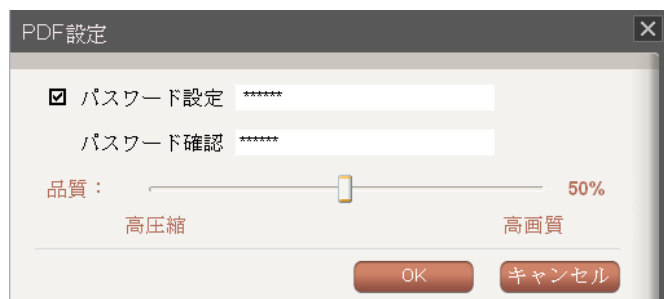 PDF設定
パスワード設定 ******
パスワード確認 ******
品質： 50%
高圧縮 高画質
OK キャンセル